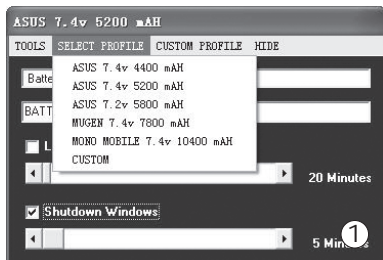 ASUS 7.4v 5200 mAH
TOOLS SELECT PROFILE CUSTOM PROFILE HIDE
ASUS 7.4v 4400 mAH
Batte
ASUS 7.4v 5200 mAH
ASUS 7.2v 5800 mAH
BATT
MUGEN 7.4v 7800 mAH
MONO MOBILE 7.4v 10400 mAH
L
CUSTOM
20 Minutes
Shutdown Windows
5 Min
1